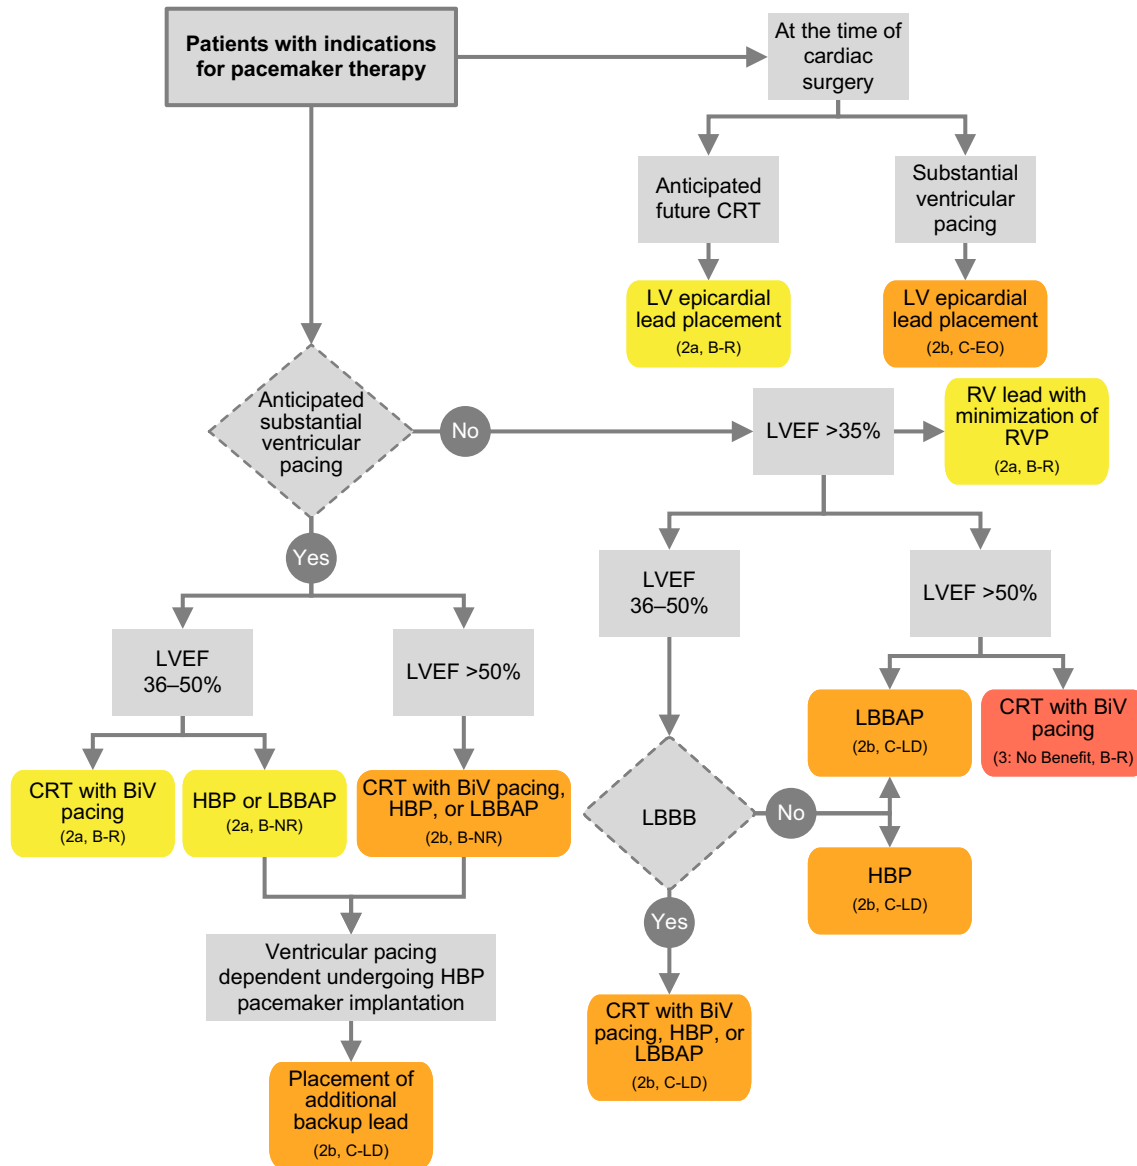 Patients with indications
for pacemaker therapy
At the time of
cardiac
surgery
Anticipated
future CRT
Substantial
ventricular
pacing
LV epicardial
lead placement
(2a, B-R)
LV epicardial
lead placement
(2b, C-EO)
Anticipated
substantial
ventricular
pacing
No
LVEF >35%
RV lead with
minimization of
RVP
(2a, B-R)
Yes
LVEF
36–50%
LVEF >50%
LVEF
36–50%
LVEF >50%
CRT with BiV
pacing
(2a, B-R)
HBP or LBBAP
(2a, B-NR)
CRT with BiV pacing,
HBP, or LBBAP
(2b, B-NR)
LBBB
No
LBBAP
(2b, C-LD)
CRT with BiV
pacing
(3: No Benefit, B-R)
HBP
(2b, C-LD)
Yes
Ventricular pacing
dependent undergoing HBP
pacemaker implantation
CRT with BiV
pacing, HBP, or
LBBAP
(2b, C-LD)
Placement of
additional
backup lead
(2b, C-LD)